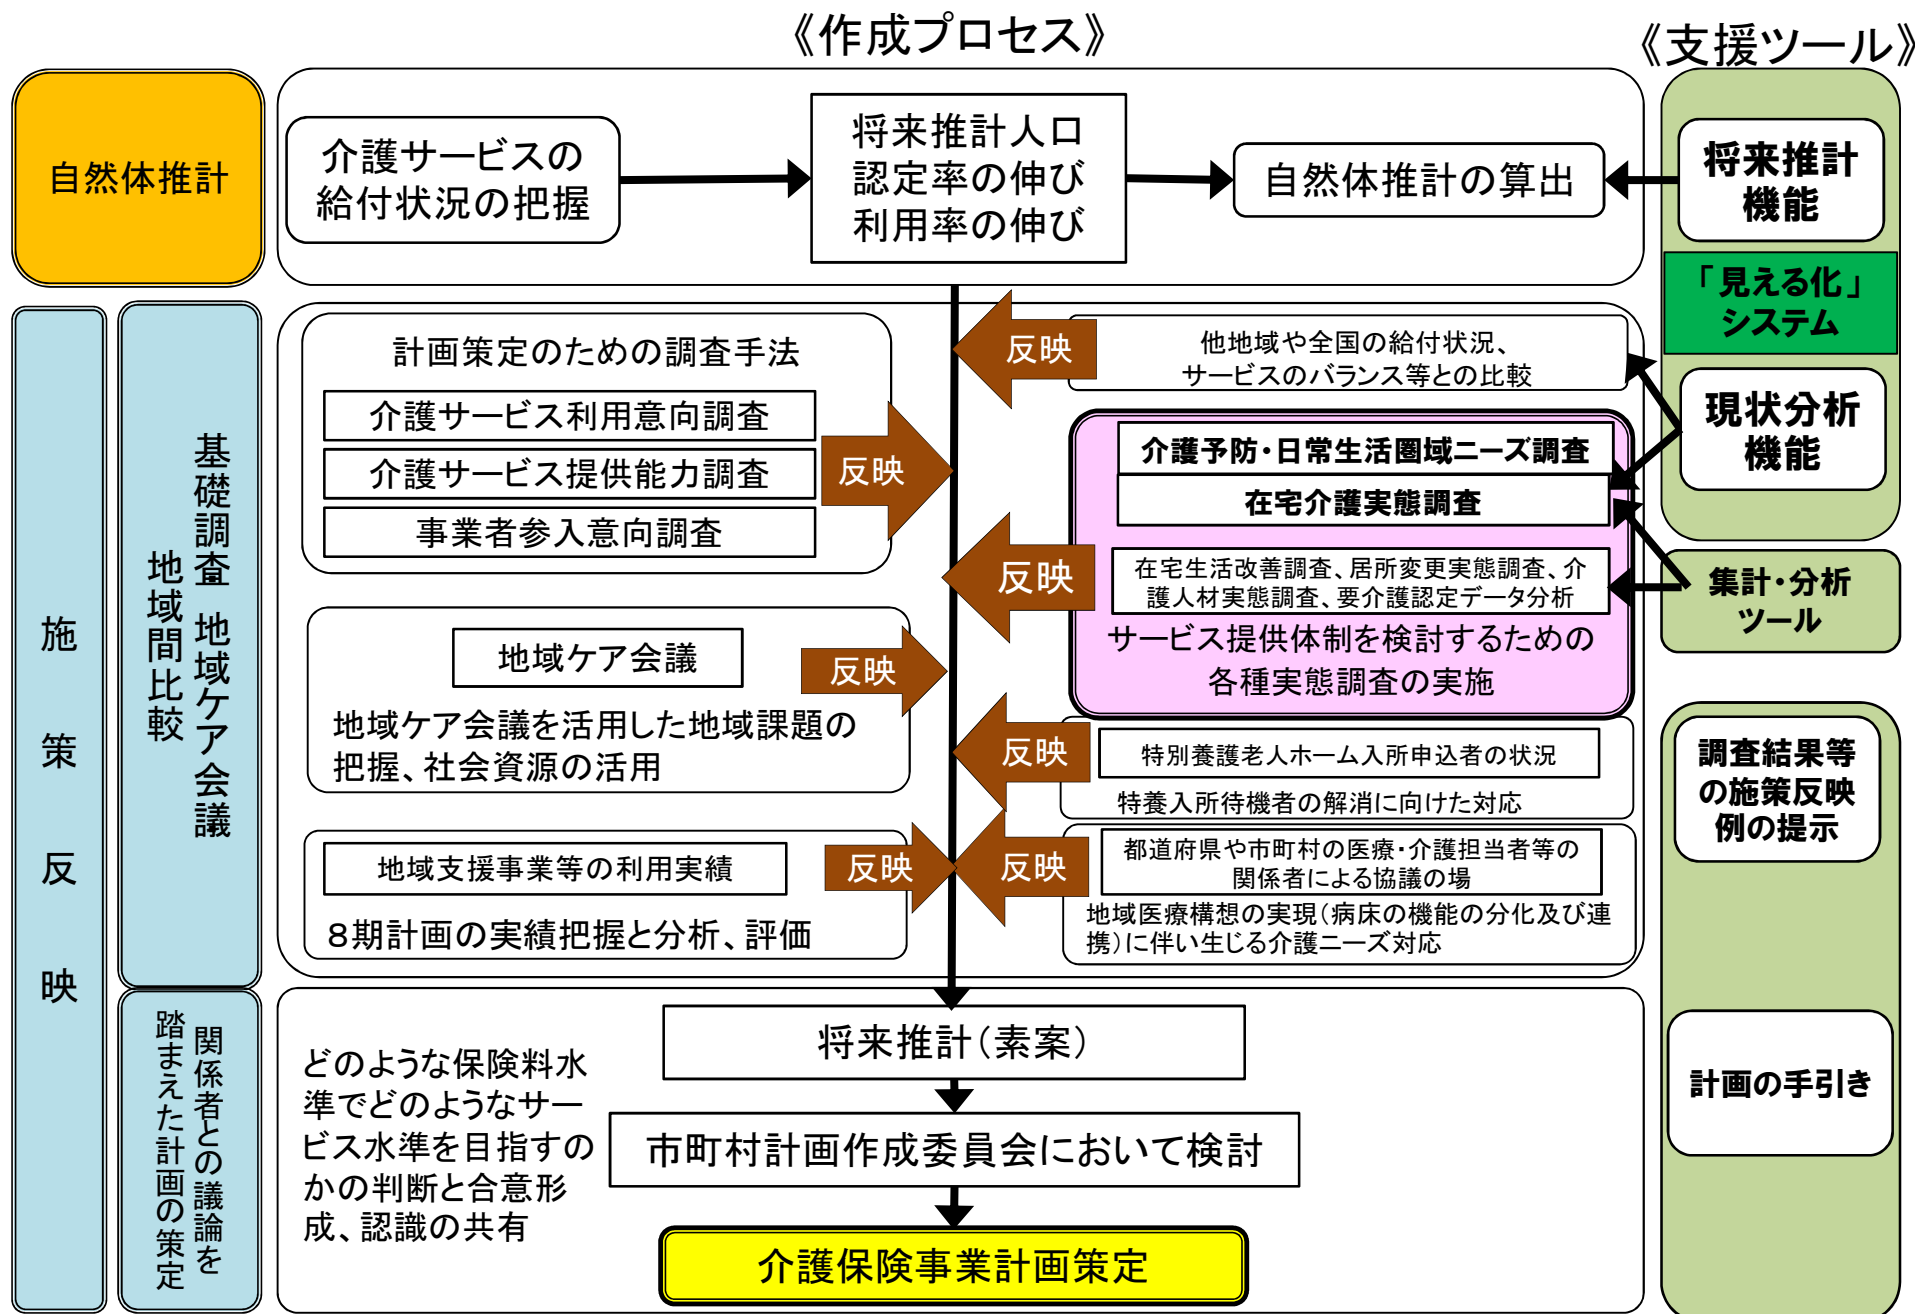 《作成プロセス》
《支援ツール》
自然体推計
介護サービスの
給付状況の把握
将来推計人口
認定率の伸び
利用率の伸び
自然体推計の算出
将来推計
機能
「見える化」
システム
現状分析
機能
集計・分析
ツール
調査結果等
の施策反映
例の提示
計画の手引き
施策反映
基礎調査 地域ケア会議
地域間比較
関係者との議論を
踏まえた計画の策定
計画策定のための調査手法
介護サービス利用意向調査
介護サービス提供能力調査
事業者参入意向調査
反映
反映
他地域や全国の給付状況、
サービスのバランス等との比較
介護予防・日常生活圏域ニーズ調査
在宅介護実態調査
反映
在宅生活改善調査、居所変更実態調査、介
護人材実態調査、要介護認定データ分析
サービス提供体制を検討するための
各種実態調査の実施
地域ケア会議
反映
地域ケア会議を活用した地域課題の
把握、社会資源の活用
反映
特別養護老人ホーム入所申込者の状況
特養入所待機者の解消に向けた対応
地域支援事業等の利用実績
反映
8期計画の実績把握と分析、評価
反映
都道府県や市町村の医療・介護担当者等の
関係者による協議の場
地域医療構想の実現（病床の機能の分化及び連
携）に伴い生じる介護ニーズ対応
どのような保険料水
準でどのようなサー
ビス水準を目指すの
かの判断と合意形
成、認識の共有
将来推計（素案）
市町村計画作成委員会において検討
介護保険事業計画策定